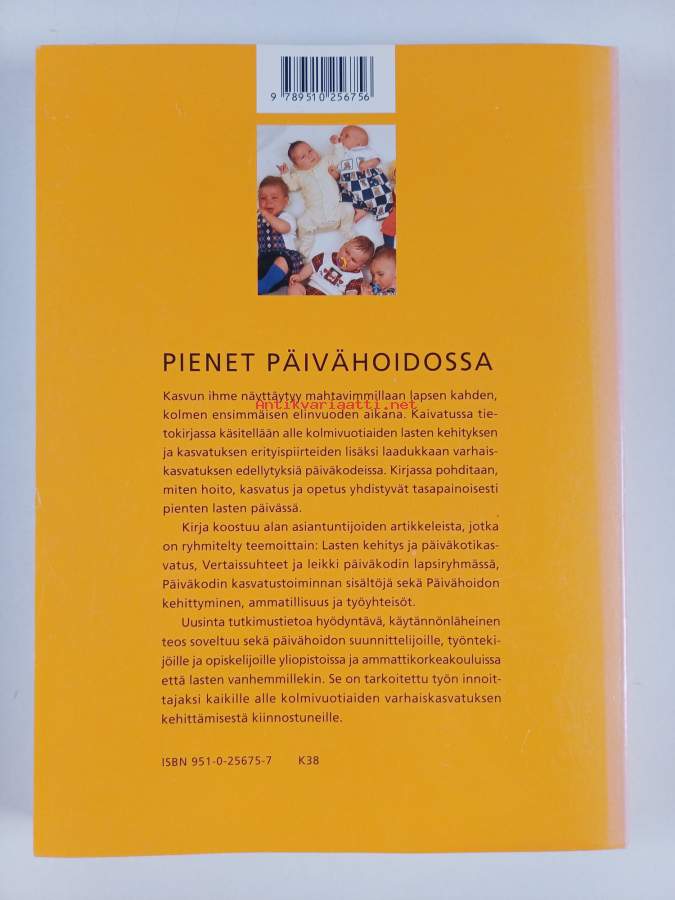 9 789510 256756
PIENET PÄIVÄHOIDOSSA
Kasvun ihme näyttäytyy mahtavimmillaan lapsen kahden,
Antikvariaatti.net
kolmen ensimmäisen elinvuoden aikana. Kaivatussa tie-
tokirjassa käsitellään alle kolmivuotiaiden lasten kehityksen
ja kasvatuksen erityispiirteiden lisäksi laadukkaan varhais-
kasvatuksen edellytyksiä päiväkodeissa. Kirjassa pohditaan,
miten hoito, kasvatus ja opetus yhdistyvät tasapainoisesti
pienten lasten päivässä.
Kirja koostuu alan asiantuntijoiden artikkeleista, jotka
on ryhmitelty teemoittain: Lasten kehitys ja päiväkotikas-
vatus, Vertaissuhteet ja leikki päiväkodin lapsiryhmässä,
Päiväkodin kasvatustoiminnan sisältöjä sekä Päivähoidon
kehittyminen, ammatillisuus ja työyhteisöt.
Uusinta tutkimustietoa hyödyntävä, käytännönläheinen
teos soveltuu sekä päivähoidon suunnittelijoille, työnteki-
jöille ja opiskelijoille yliopistoissa ja ammattikorkeakouluissa
että lasten vanhemmillekin. Se on tarkoitettu työn innoit-
tajaksi kaikille alle kolmivuotiaiden varhaiskasvatuksen
kehittämisestä kiinnostuneille.
ISBN 951-0-25675-7 K38